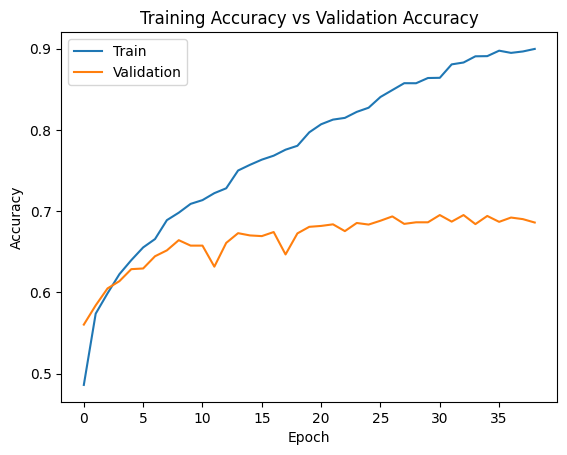 Training Accuracy vs Validation Accuracy
Train
Validation
0.9
0.8
0.7
0.6
0.5
Accuracy
0 5 10 15 20 25 30 35
Epoch